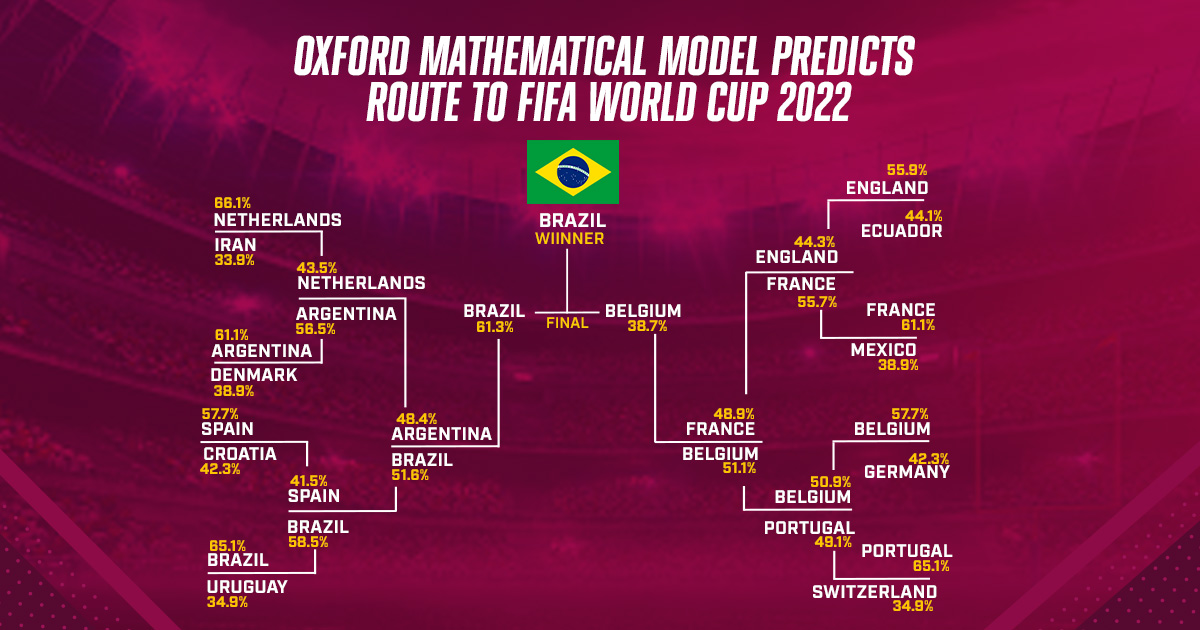 OXFORD MATHEMATICAL MODEL PREDICTS
ROUTE TO FIFA WORLD CUP 2022
BRAZIL
WIINNER
66.1%
NETHERLANDS
IRAN
33.9%
43.5%
NETHERLANDS
ARGENTINA
56.5%
61.1%
ARGENTINA
DENMARK
38.9%
57.7%
SPAIN
CROATIA
42.3%
41.5%
SPAIN
BRAZIL
58.5%
65.1%
BRAZIL
URUGUAY
34.9%
48.4%
ARGENTINA
BRAZIL
51.6%
BRAZIL
61.3%
FINAL
BELGIUM
38.7%
55.9%
ENGLAND
44.1%
ECUADOR
44.3%
ENGLAND
FRANCE
55.7%
FRANCE
61.1%
MEXICO
38.9%
48.9%
FRANCE
BELGIUM
51.1%
57.7%
BELGIUM
42.3%
GERMANY
50.9%
BELGIUM
PORTUGAL
49.1%
PORTUGAL
65.1%
SWITZERLAND
34.9%